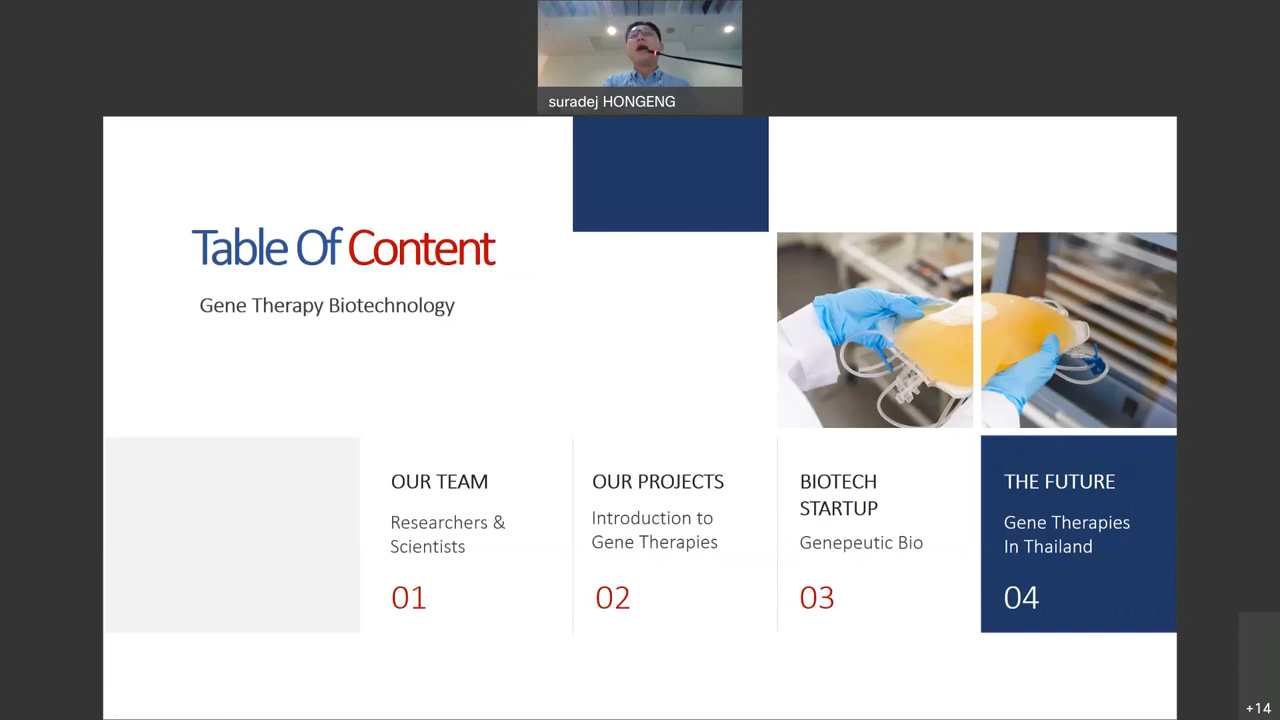 suradej HONGENG
Table Of Content
Gene Therapy Biotechnology
OUR TEAM
Researchers &
Scientists
01
OUR PROJECTS
Introduction to
Gene Therapies
02
BIOTECH
STARTUP
Genepeutic Bio
03
THE FUTURE
Gene Therapies
In Thailand
04
+14